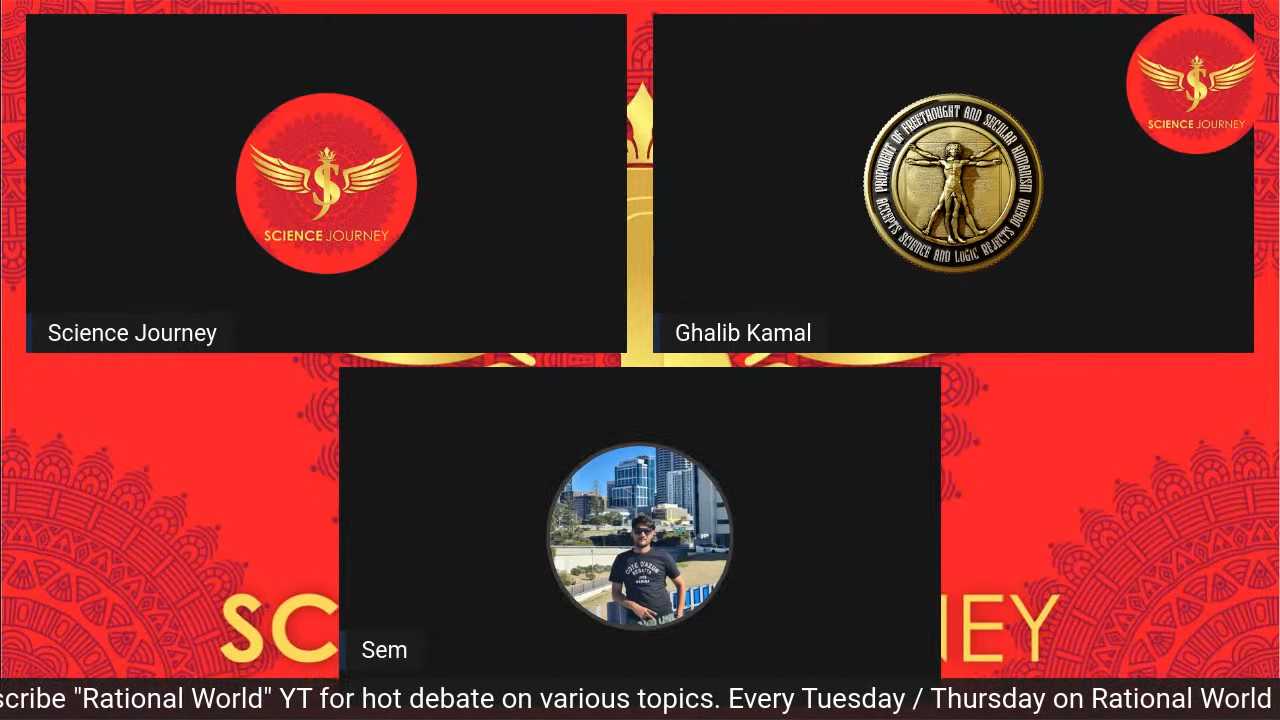 SCIENCE JOURNEY
Science Journey
PROPONENT OF FREETHOUGHT AND SECULAR HUMANISM
ACCEPTS SCIENCE AND LOGIC REJECTS DOGMA
Ghalib Kamal
SCIENCE JOURNEY
COTE D'AZUR
Sem
SC
NEY
scribe "Rational World" YT for hot debate on various topics. Every Tuesday / Thursday on Rational World